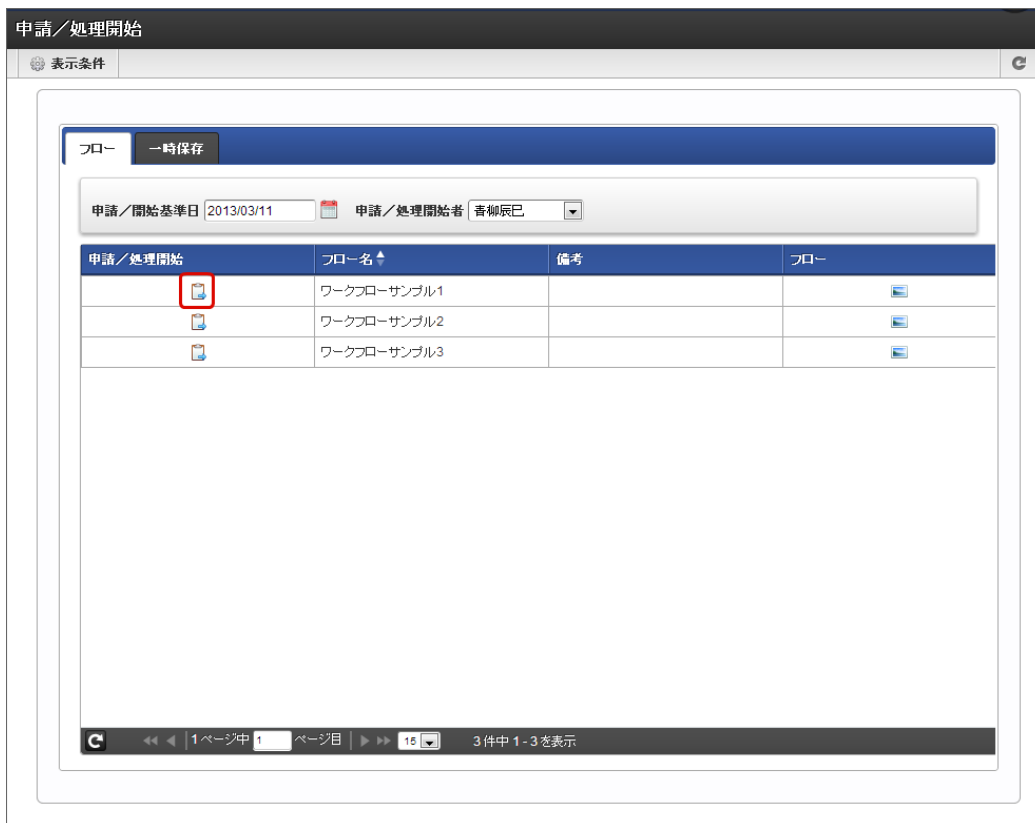 申請／処理開始
表示条件
フロー 一時保存
申請／開始基準日 2013/03/11 申請／処理開始者 青柳辰巳
申請／処理開始 フロー名 備考 フロー
ワークフローサンプル1
ワークフローサンプル2
ワークフローサンプル3
1 ページ中 1 ページ目 15 3 件中 1 - 3 を表示